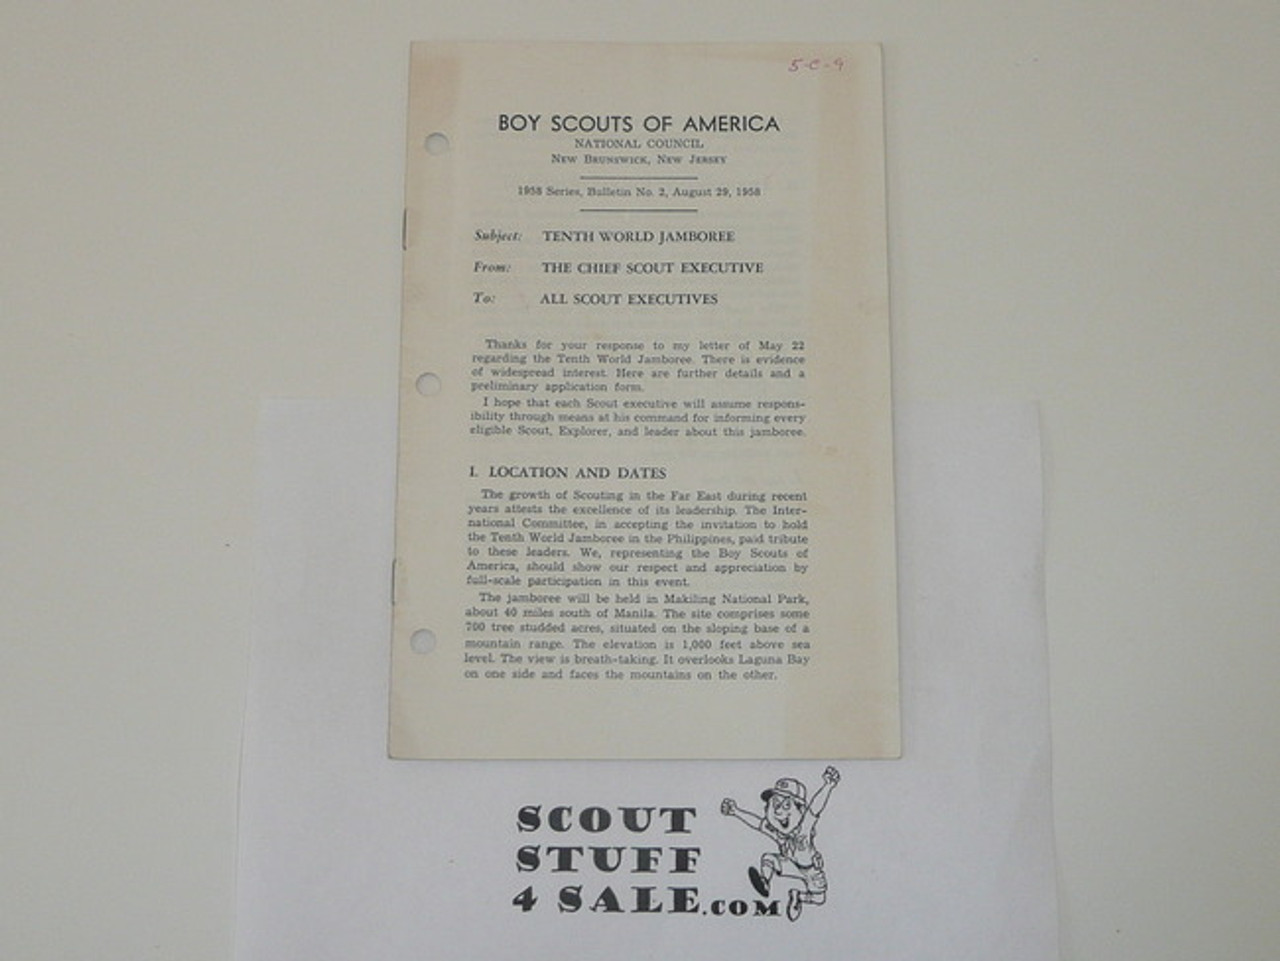 5-C-9
BOY SCOUTS OF AMERICA
NATIONAL COUNCIL
NEW BRUNSWICK, NEW JERSEY
1958 Series, Bulletin No. 2, August 29, 1958
Subject: TENTH WORLD JAMBOREE
From: THE CHIEF SCOUT EXECUTIVE
To: ALL SCOUT EXECUTIVES
Thanks for your response to my letter of May 22
regarding the Tenth World Jamboree. There is evidence
of widespread interest. Here are further details and a
preliminary application form.
I hope that each Scout executive will assume respons-
ibility through means at his command for informing every
eligible Scout, Explorer, and leader about this jamboree.
I. LOCATION AND DATES
The growth of Scouting in the Far East during recent
years attests the excellence of its leadership. The Inter-
national Committee, in accepting the invitation to hold
the Tenth World Jamboree in the Philippines, paid tribute
to these leaders. We, representing the Boy Scouts of
America, should show our respect and appreciation by
full-scale participation in this event.
The jamboree will be held in Makiling National Park,
about 40 miles south of Manila. The site comprises some
700 tree studded acres, situated on the sloping base of a
mountain range. The elevation is 1,000 feet above sea
level. The view is breath-taking. It overlooks Laguna Bay
on one side and faces the mountains on the other.
SCOUT
STUFF
4 SALE.COM